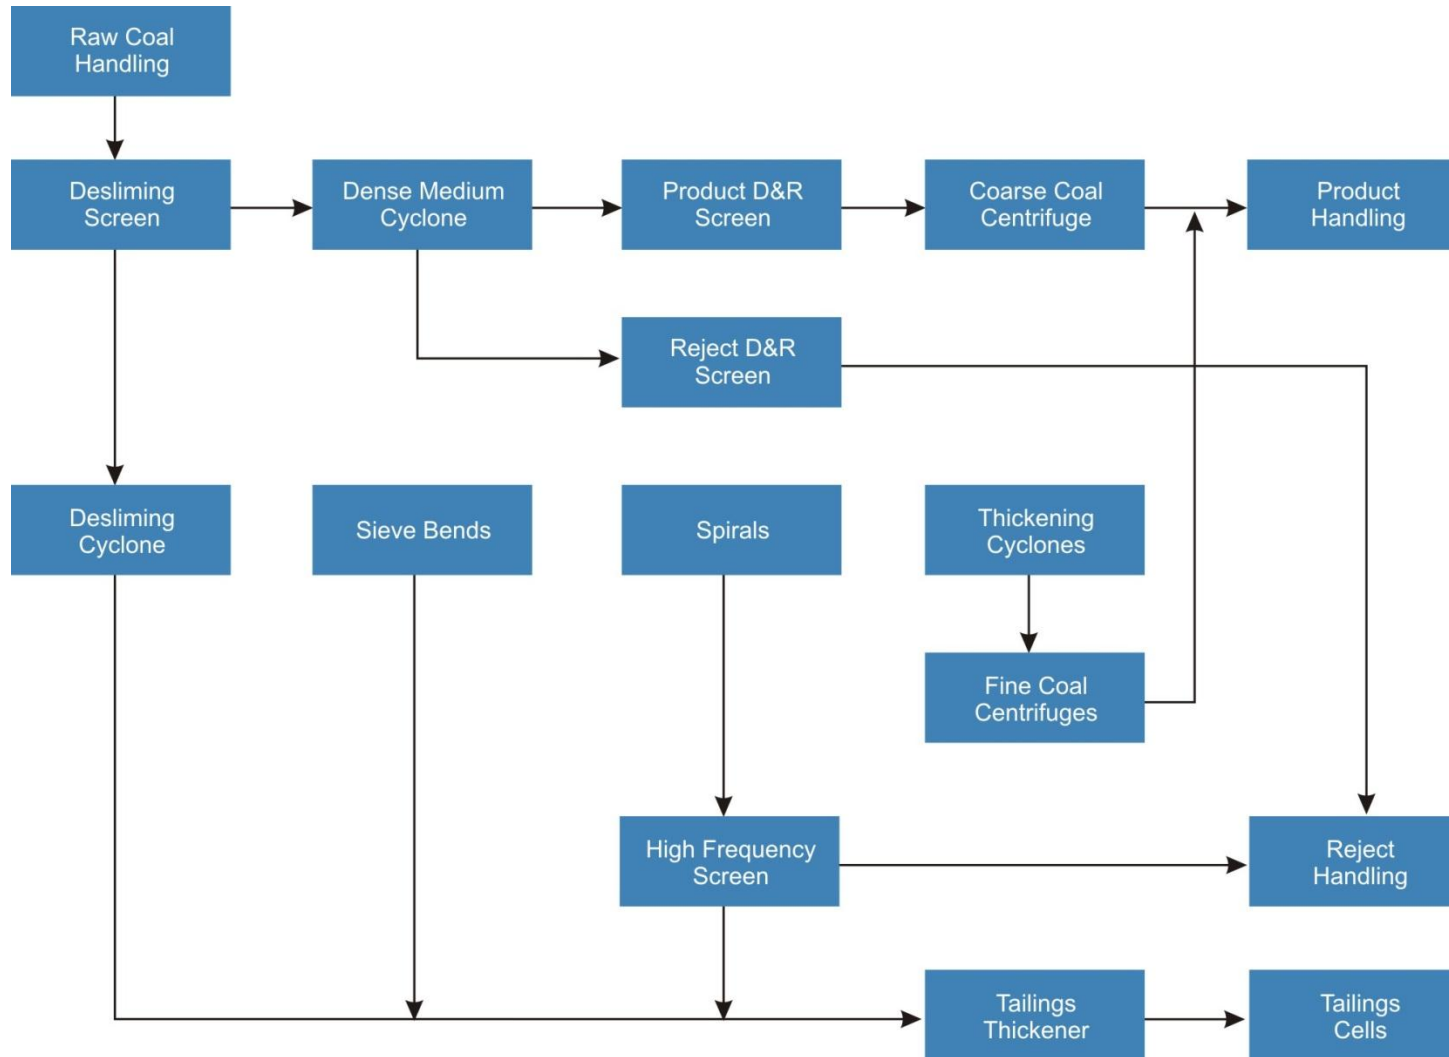 Raw Coal
Handling
Desliming
Screen
Dense Medium
Cyclone
Product D&R
Screen
Coarse Coal
Centrifuge
Product
Handling
Reject D&R
Screen
Desliming
Cyclone
Sieve Bends
Spirals
Thickening
Cyclones
Fine Coal
Centrifuges
High Frequency
Screen
Reject
Handling
Tailings
Thickener
Tailings
Cells